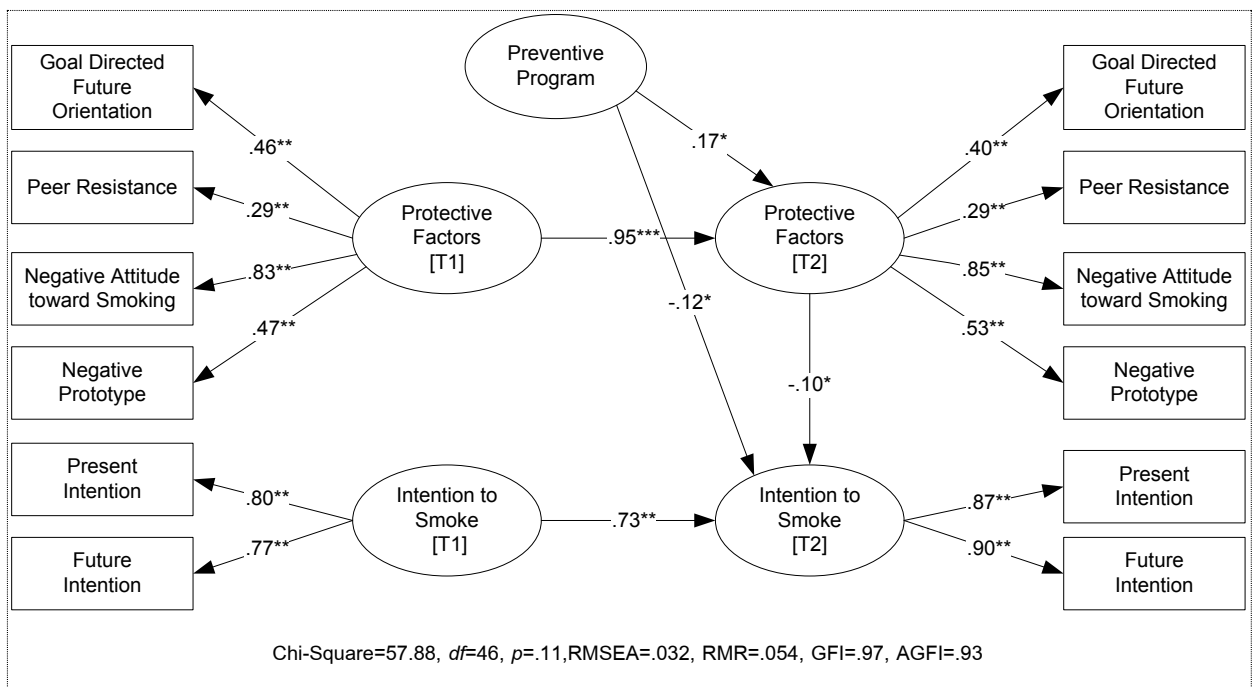 Preventive
Program
Goal Directed
Future
Orientation
Peer Resistance
Negative Attitude
toward Smoking
Negative
Prototype
Present
Intention
Future
Intention
.46**
.29**
.83**
.47**
.80**
.77**
Protective
Factors
[T1]
Intention to
Smoke
[T1]
.95***
.73**
.17*
-.12*
-.10*
Protective
Factors
[T2]
Intention to
Smoke
[T2]
.40**
.29**
.85**
.53**
.87**
.90**
Goal Directed
Future
Orientation
Peer Resistance
Negative Attitude
toward Smoking
Negative
Prototype
Present
Intention
Future
Intention
Chi-Square=57.88, df=46, p=.11,RMSEA=.032, RMR=.054, GFI=.97, AGFI=.93